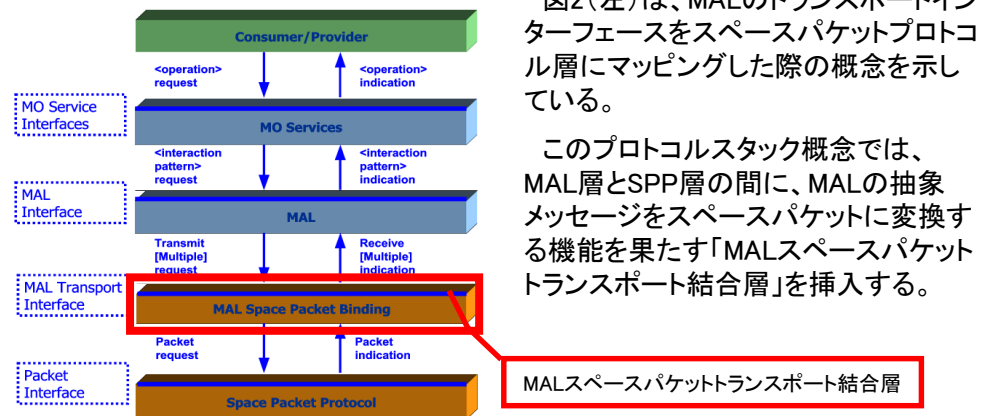 Consumer/Provider
<operation>
request
<operation>
indication
MO Service
Interfaces
MO Services
<interaction
pattern>
request
<interaction
pattern>
indication
MAL
Interface
MAL
Transmit
[Multiple]
request
Receive
[Multiple]
indication
MAL Transport
Interface
MAL Space Packet Binding
Packet
request
Packet
indication
Packet
Interface
Space Packet Protocol
図2(左)は、MALのトランスポートイン
ターフェースをスペースパケットプロトコ
ル層にマッピングした際の概念を示し
ている。
このプロトコルスタック概念では、
MAL層とSPP層の間に、MALの抽象
メッセージをスペースパケットに変換す
る機能を果たす「MALスペースパケット
トランスポート結合層」を挿入する。
MALスペースパケットトランスポート結合層